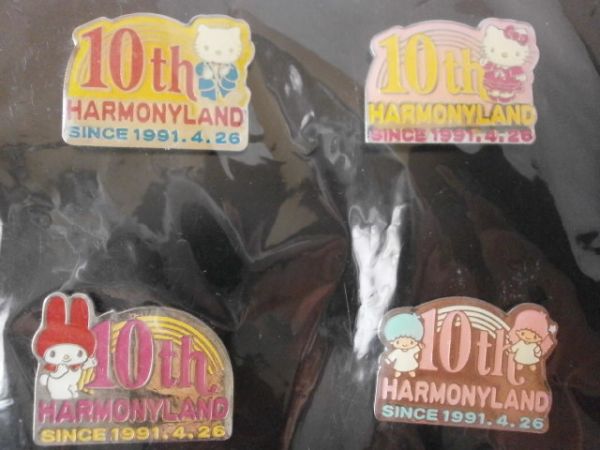 10th
HARMONYLAND
SINCE 1991.4.26
10th
HARMONYLAND
SINCE 1991.4.26
10th.
HARMONYLAND
SINCE 1991.4.26
10th
HARMONYLAND
SINCE 1991.4.26